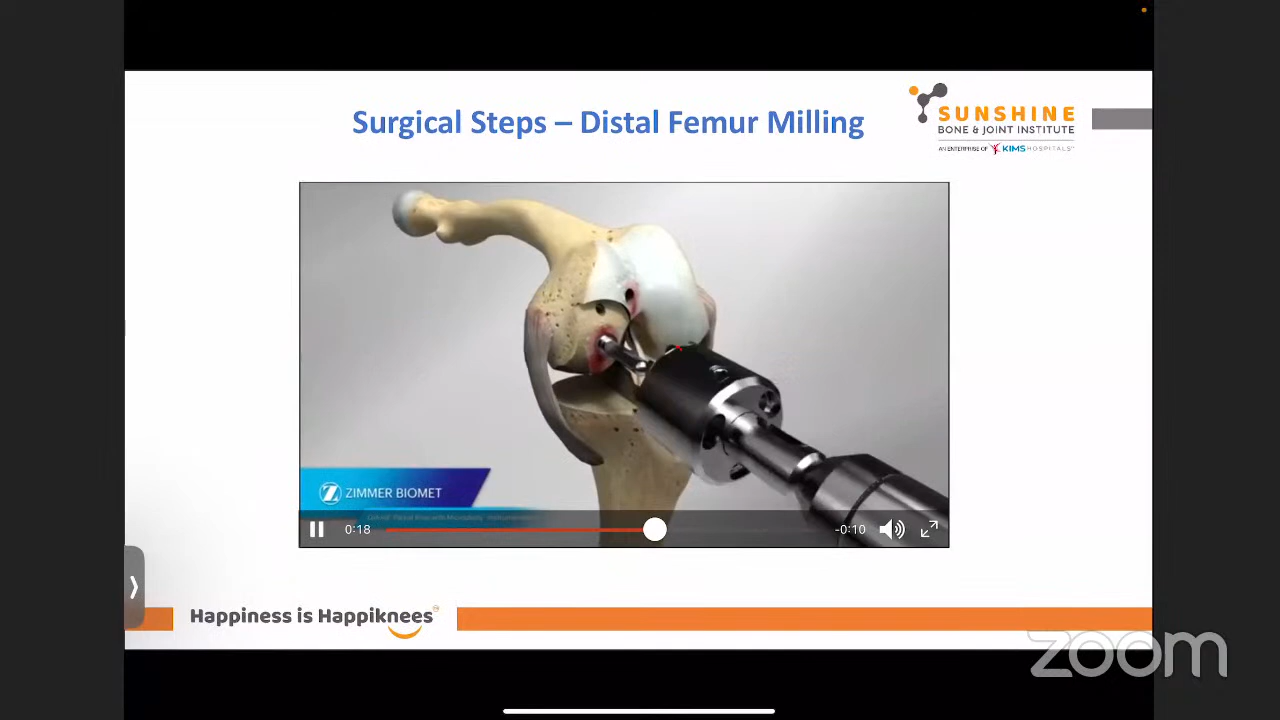 Surgical Steps – Distal Femur Milling
SUNSHINE
BONE & JOINT INSTITUTE
AN ENTERPRISE OF KIMS HOSPITALS
ZIMMER BIOMET
0:18
-0:10
Happiness is Happiknees
zoom